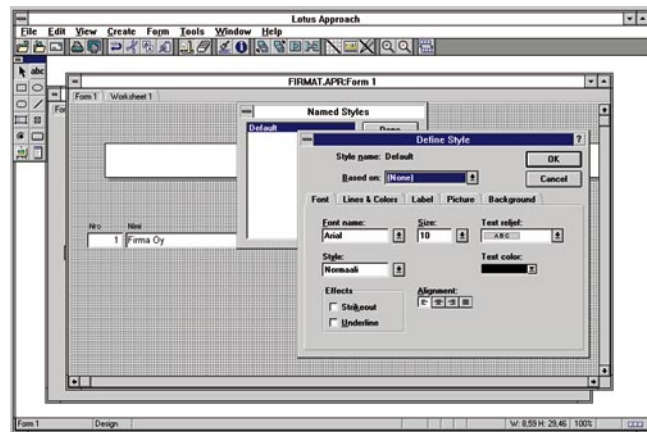 Lotus Approach
File Edit View Create Form Tools Window Help
abc
FIRMAT.APR:Form 1
Form 1 Worksheet 1
Named Styles
Default
Define Style ?
Style name: Default OK
Based on: (None) Cancel
Font Lines & Colors Label Picture Background
Font name: Size: Text relief:
Arial 10 ABC
Style: Text color:
Normaali
Effects Alignment:
Strikeout
Underline
Nro Nimi
1 Firma Oy
Form 1 Design W: 8,59 H: 29,46 100%